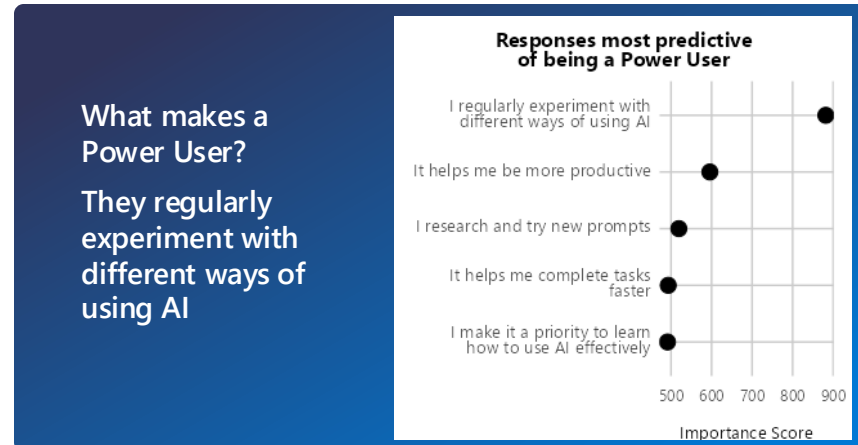 What makes a
Power User?
They regularly
experiment with
different ways of
using AI
Responses most predictive
of being a Power User
I regularly experiment with
different ways of using AI
It helps me be more productive
I research and try new prompts
It helps me complete tasks
faster
I make it a priority to learn
how to use AI effectively
500 600 700 800 900
Importance Score